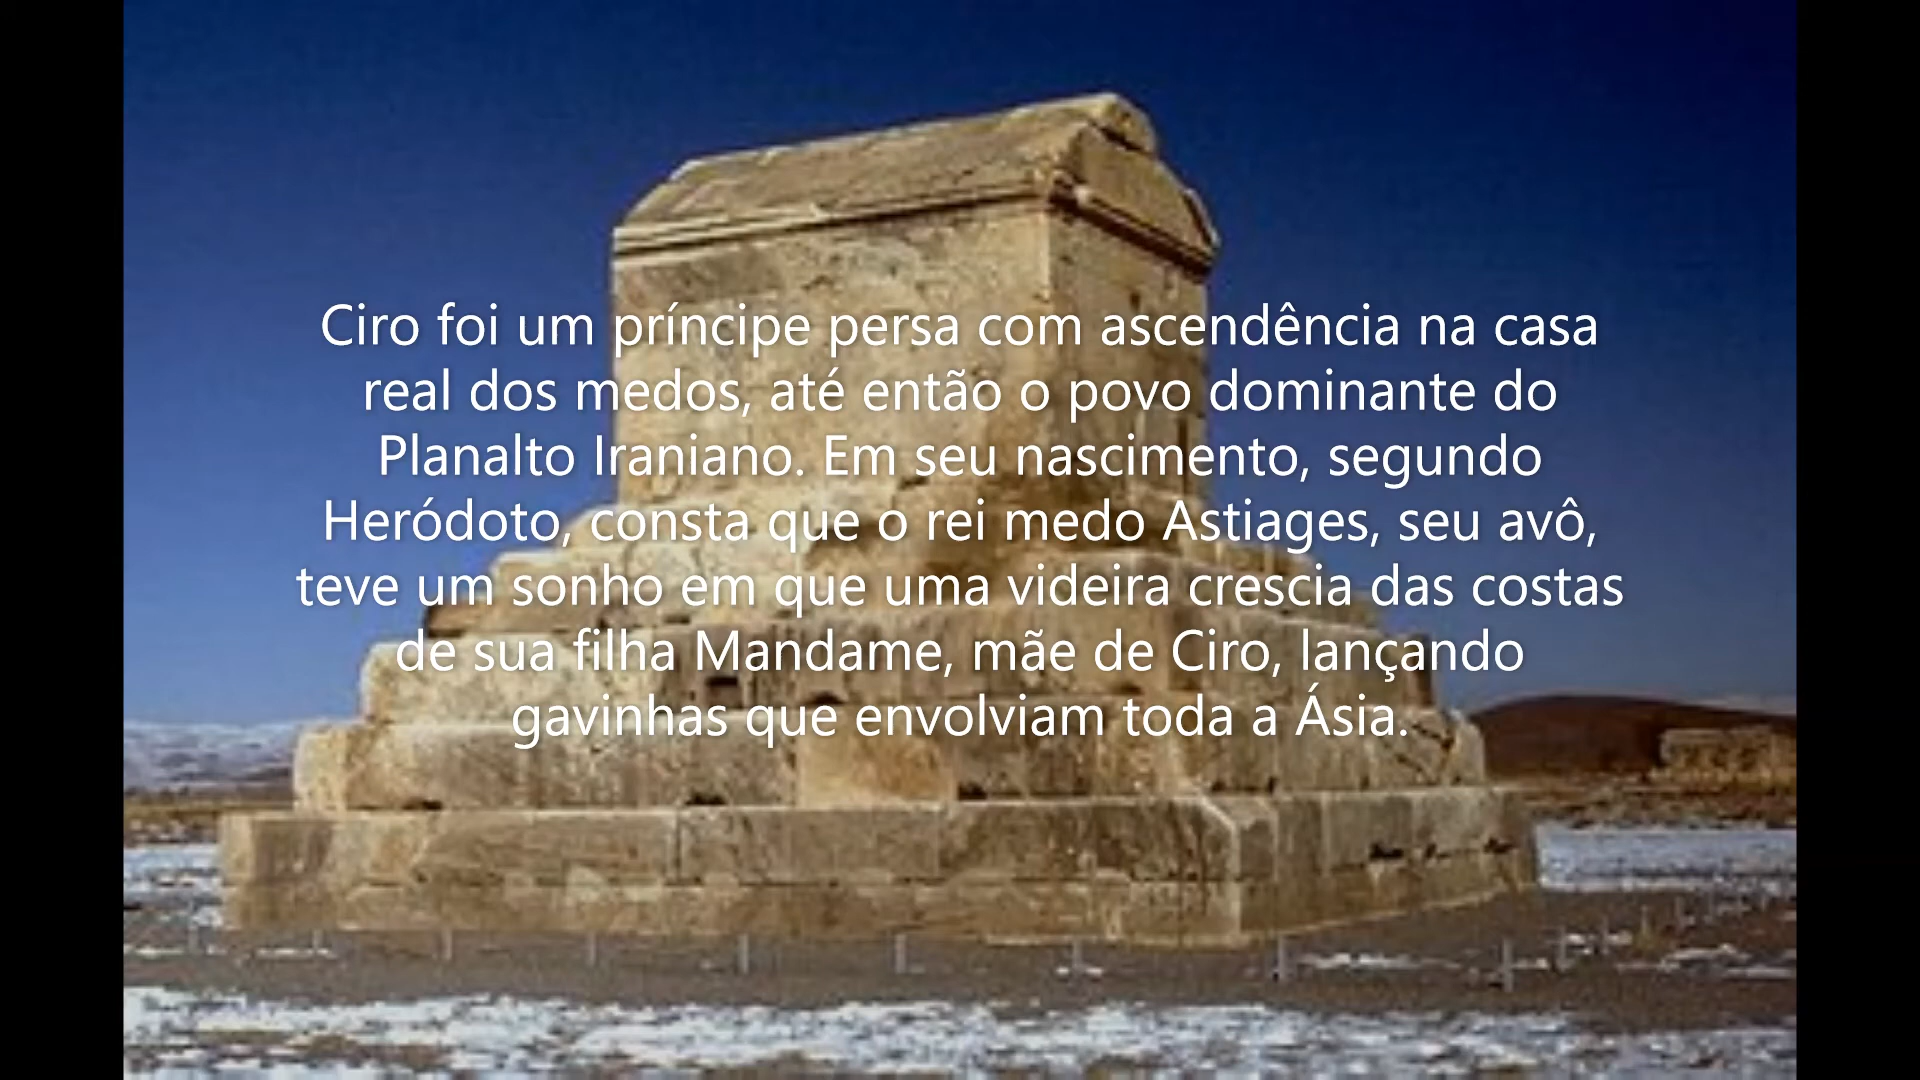 Ciro foi um príncipe persa com ascendência na casa
real dos medos, até então o povo dominante do
Planalto Iraniano. Em seu nascimento, segundo
Heródoto, consta que o rei medo Astiages, seu avô,
teve um sonho em que uma videira crescia das costas
de sua filha Mandame, mãe de Ciro, lançando
gavinhas que envolviam toda a Ásia.